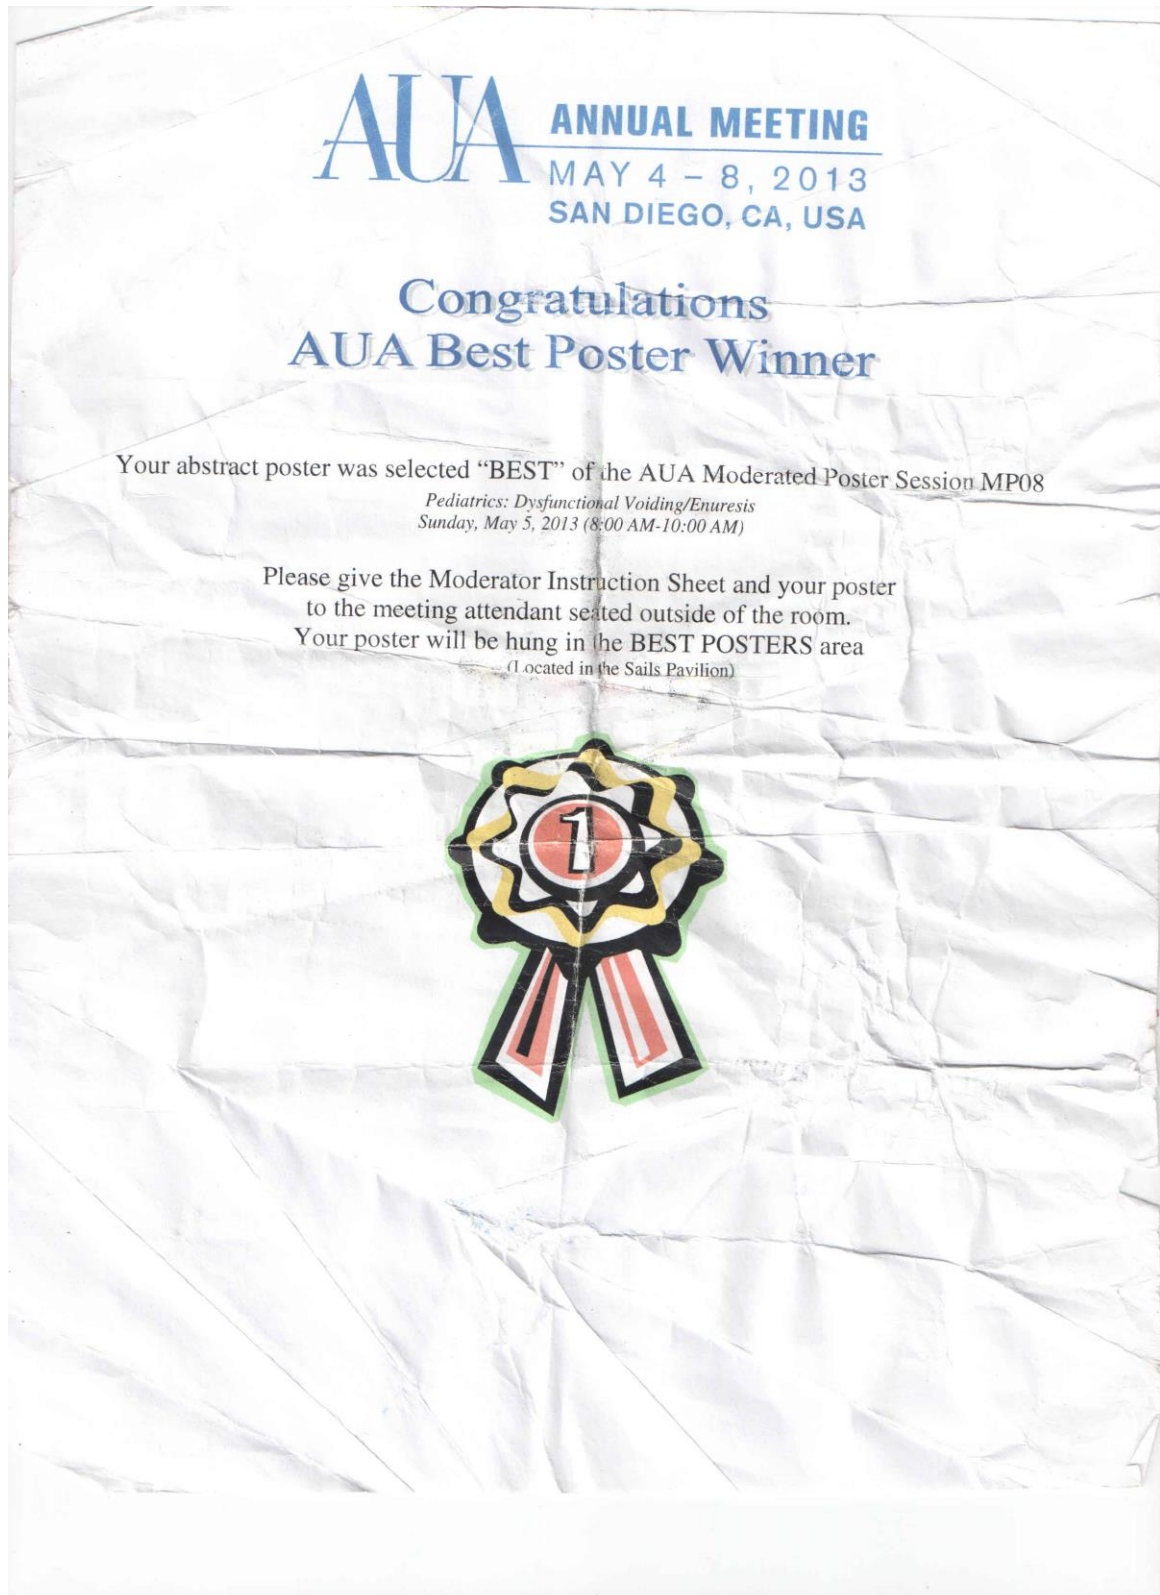 AUA ANNUAL MEETING
MAY 4 – 8, 2013
SAN DIEGO, CA, USA
Congratulations
AUA Best Poster Winner
Your abstract poster was selected “BEST” of the AUA Moderated Poster Session MP08
Pediatrics: Dysfunctional Voiding/Enuresis
Sunday, May 5, 2013 (8:00 AM-10:00 AM)
Please give the Moderator Instruction Sheet and your poster
to the meeting attendant seated outside of the room.
Your poster will be hung in the BEST POSTERS area
(Located in the Sails Pavilion)
1